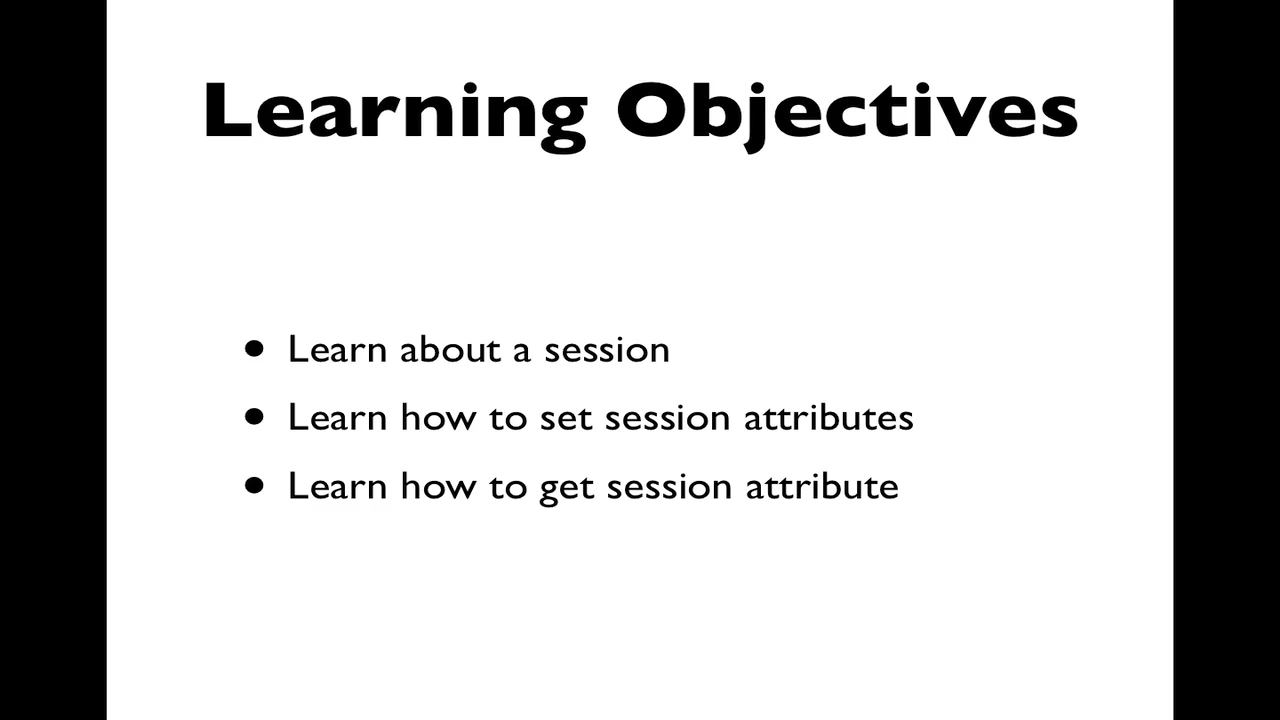 Learning Objectives
• Learn about a session
• Learn how to set session attributes
• Learn how to get session attribute